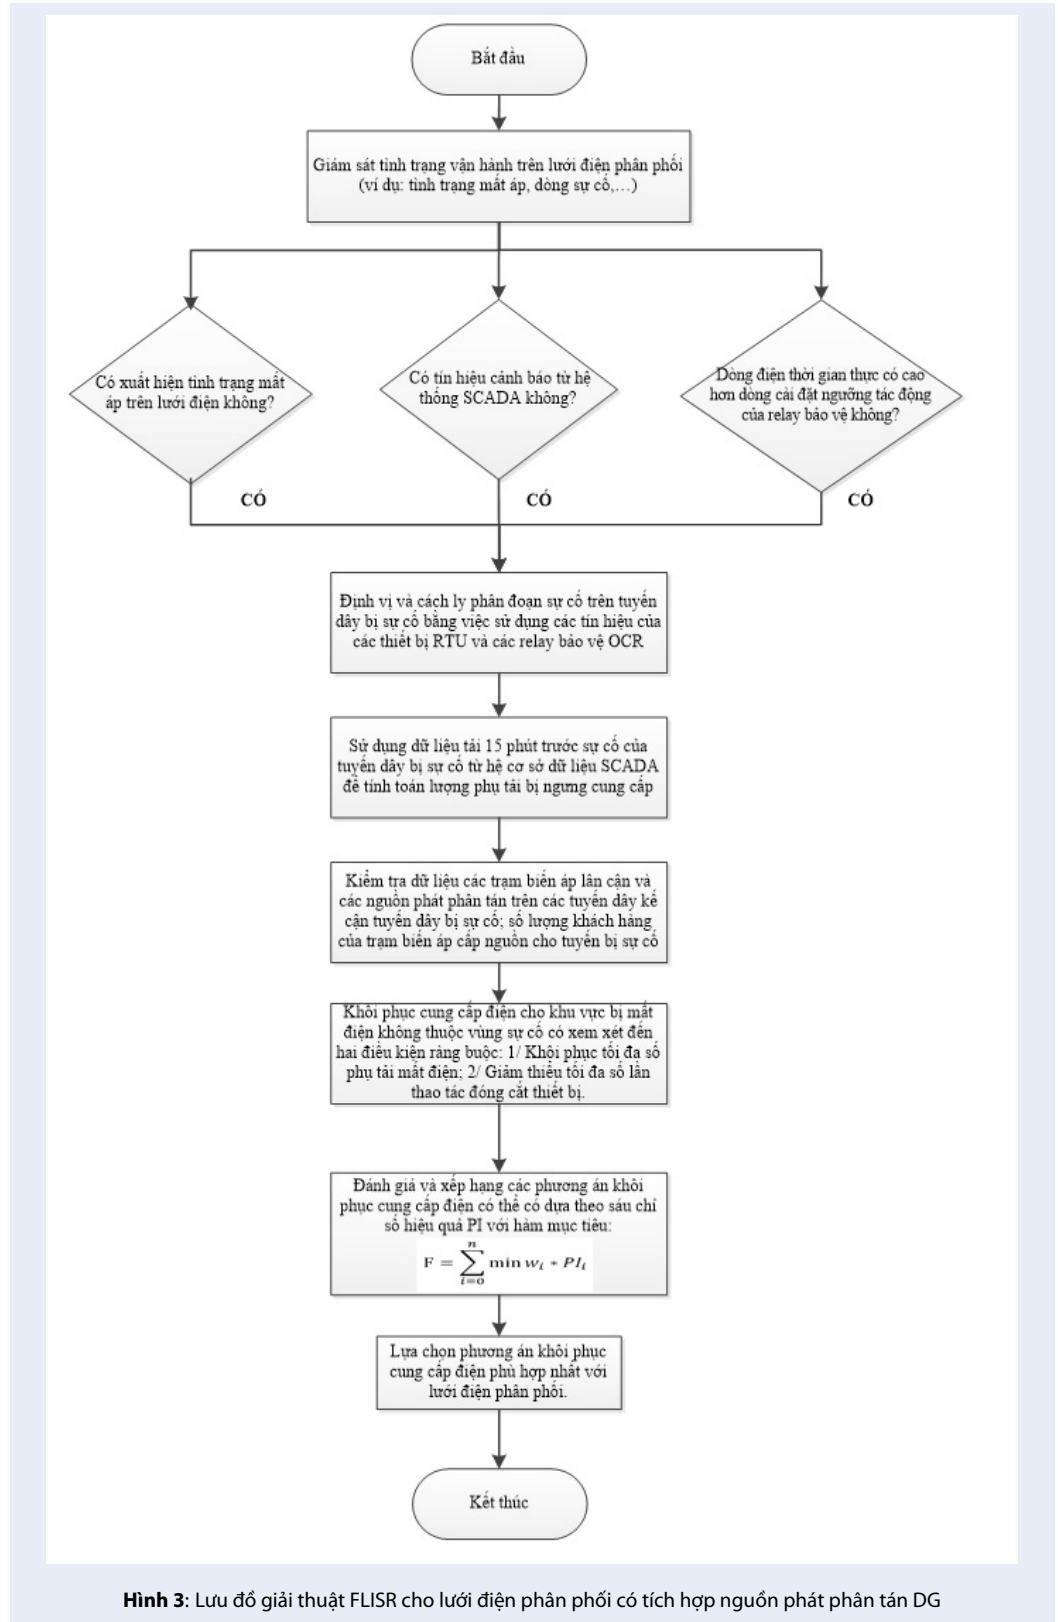 Bắt đầu
Giám sát tình trạng vận hành trên lưới điện phân phối
(ví dụ: tình trạng mất áp, dòng sự cố,…)
Có xuất hiện tình trạng mất
áp trên lưới điện không?
Có tín hiệu cảnh báo từ hệ
thống SCADA không?
Dòng điện thời gian thực có cao
hơn dòng cài đặt ngưỡng tác động
của relay bảo vệ không?
CÓ
CÓ
CÓ
Định vị và cách ly phân đoạn sự cố trên tuyến
dây bị sự cố bằng việc sử dụng các tín hiệu của
các thiết bị RTU và các relay bảo vệ OCR
Sử dụng dữ liệu tải 15 phút trước sự cố của
tuyến dây bị sự cố từ hệ cơ sở dữ liệu SCADA
để tính toán lượng phụ tải bị ngưng cung cấp
Kiểm tra dữ liệu các trạm biến áp lân cận và
các nguồn phát phân tán trên các tuyến dây kế
cận tuyến dây bị sự cố; số lượng khách hàng
của trạm biến áp cấp nguồn cho tuyến bị sự cố
Khôi phục cung cấp điện cho khu vực bị mất
điện không thuộc vùng sự cố có xem xét đến
hai điều kiện ràng buộc: 1/ Khôi phục tối đa số
phụ tải mất điện; 2/ Giảm thiểu tối đa số lần
thao tác đóng cắt thiết bị.
Đánh giá và xếp hạng các phương án khôi
phục cung cấp điện có thể có dựa theo sáu chỉ
số hiệu quả PI với hàm mục tiêu:
F = ∑_{i=0}^{n} min w_i * PI_i
Lựa chọn phương án khôi phục
cung cấp điện phù hợp nhất với
lưới điện phân phối.
Kết thúc
Hình 3: Lưu đồ giải thuật FLISR cho lưới điện phân phối có tích hợp nguồn phát phân tán DG